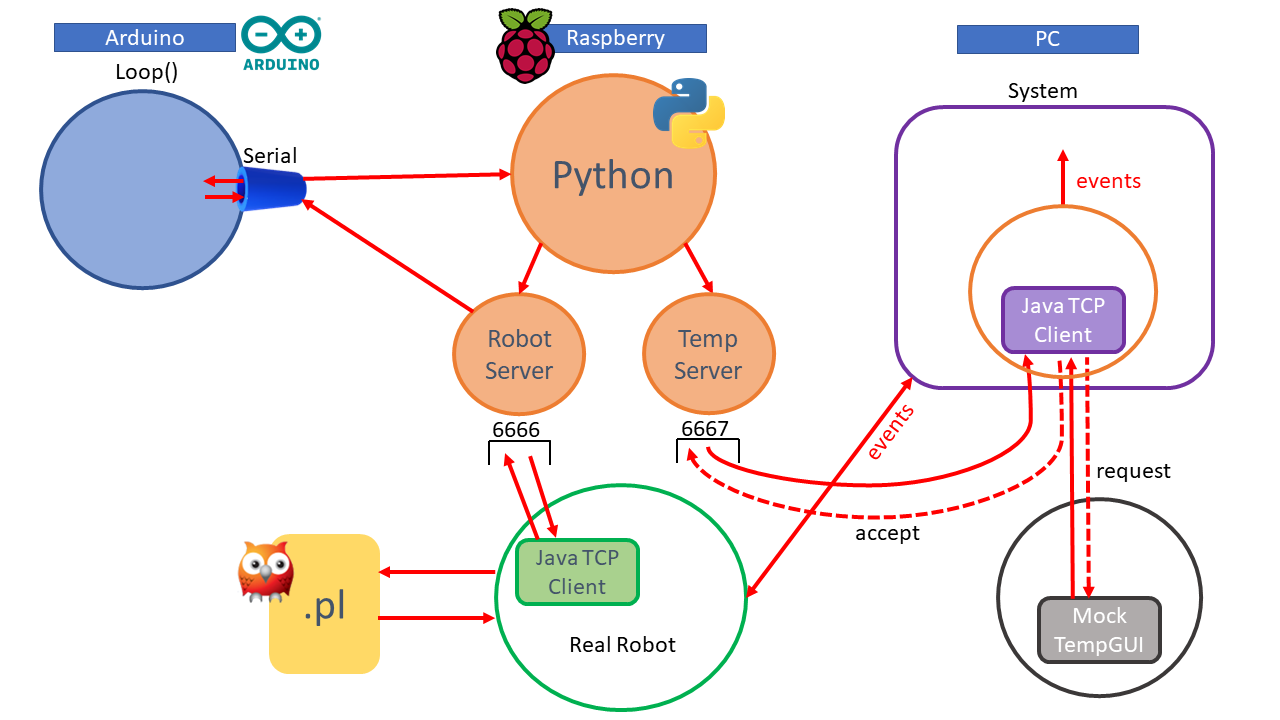 Arduino
ARDUINO
Loop()
Raspberry
PC
System
Serial
Python
events
Java TCP
Client
Robot
Server
Temp
Server
6666
6667
events
request
accept
Java TCP
Client
.pl
Real Robot
Mock
TempGUI